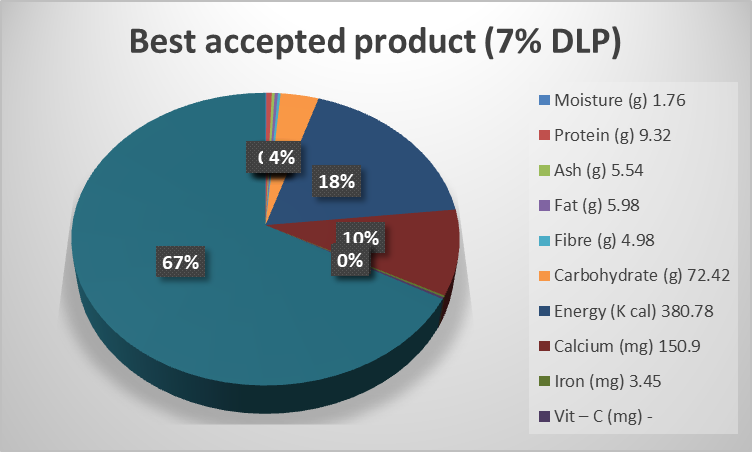 Best accepted product (7% DLP)
4%
18%
10%
0%
67%
Moisture (g) 1.76
Protein (g) 9.32
Ash (g) 5.54
Fat (g) 5.98
Fibre (g) 4.98
Carbohydrate (g) 72.42
Energy (K cal) 380.78
Calcium (mg) 150.9
Iron (mg) 3.45
Vit – C (mg) -